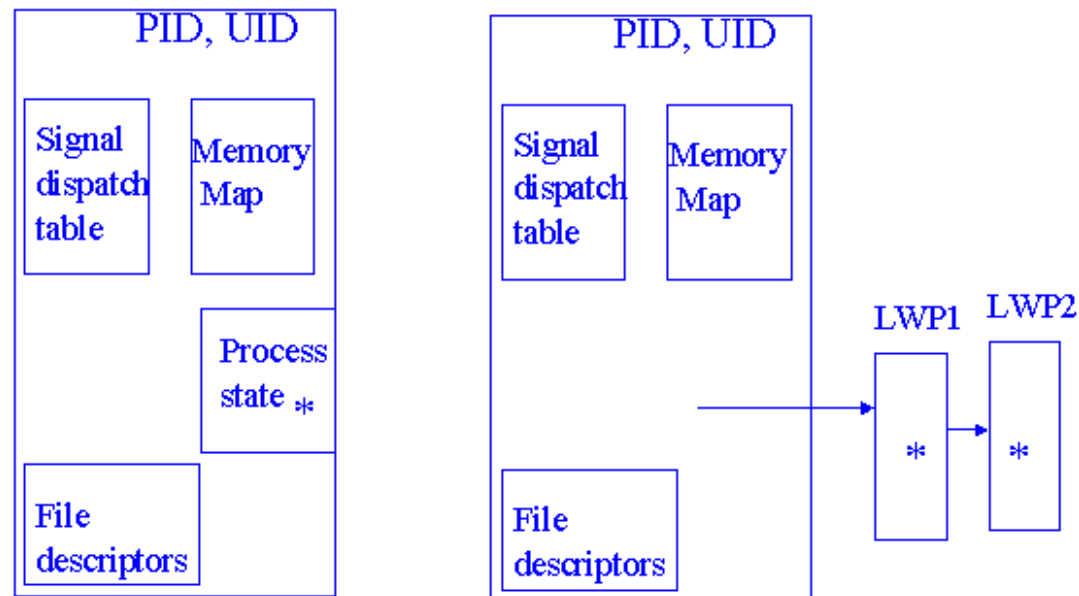 PID, UID
Signal
dispatch
table
Memory
Map
Process
state *
File
descriptors
PID, UID
Signal
dispatch
table
Memory
Map
File
descriptors
LWP1
*
LWP2
*